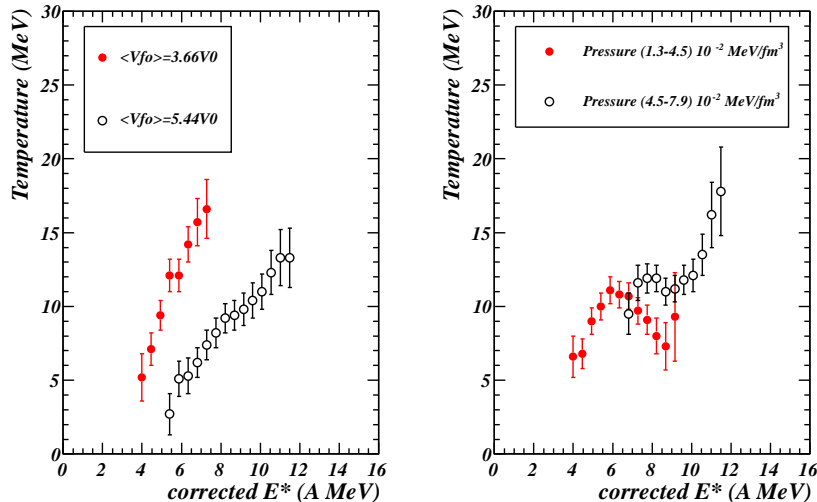 Temperature (MeV)
30
25
20
15
10
5
0
<Vfo>=3.66V0
<Vfo>=5.44V0
0 2 4 6 8 10 12 14 16
corrected E* (A MeV)
Temperature (MeV)
30
25
20
15
10
5
0
Pressure (1.3-4.5) 10⁻² MeV/fm³
Pressure (4.5-7.9) 10⁻² MeV/fm³
0 2 4 6 8 10 12 14 16
corrected E* (A MeV)